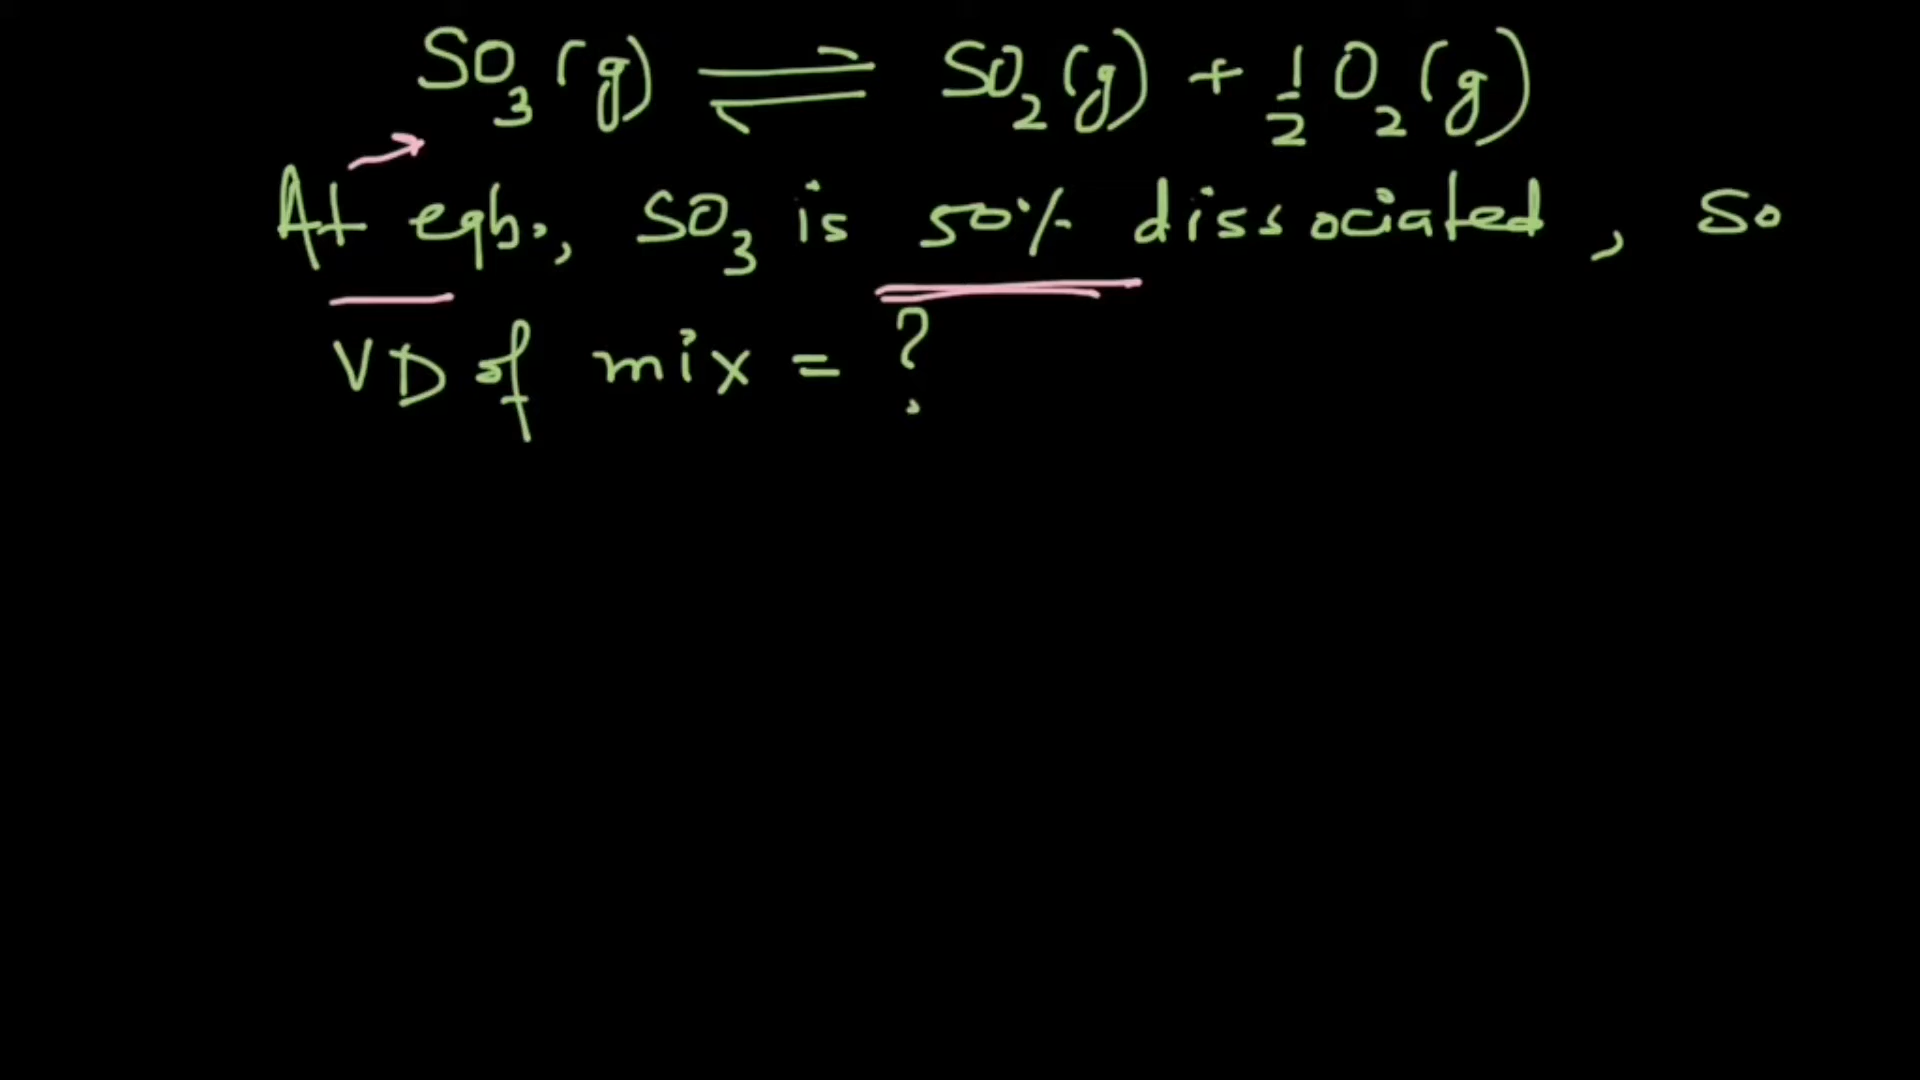 SO₃(g) ⇌ SO₂(g) + 1/2 O₂(g)
At eqb., SO₃ is 50% dissociated, so
VD of mix = ?